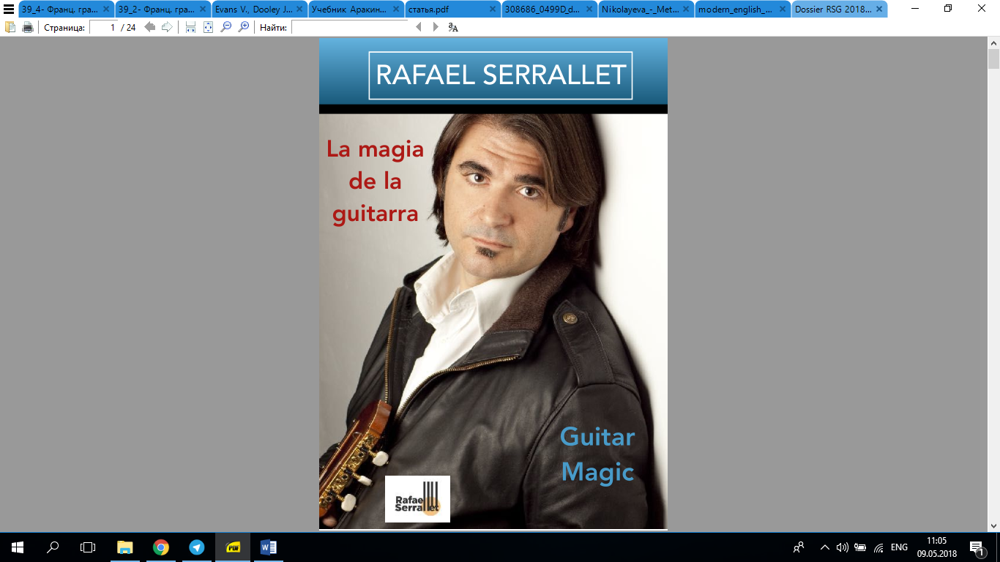 39_4- Франц. гра...
39_2- Франц. гра...
Evans V., Dooley J...
Учебник Аракин...
статья.pdf
308686_0499D_d...
Nikolayeva_-_Met...
modern_english_...
Dossier RSG 2018...
Страница: 1 / 24
Найти:
RAFAEL SERRALLET
La magia
de la
guitarra
Guitar
Magic
Rafael
Serrallet
PDF
ENG
11:05
09.05.2018
1